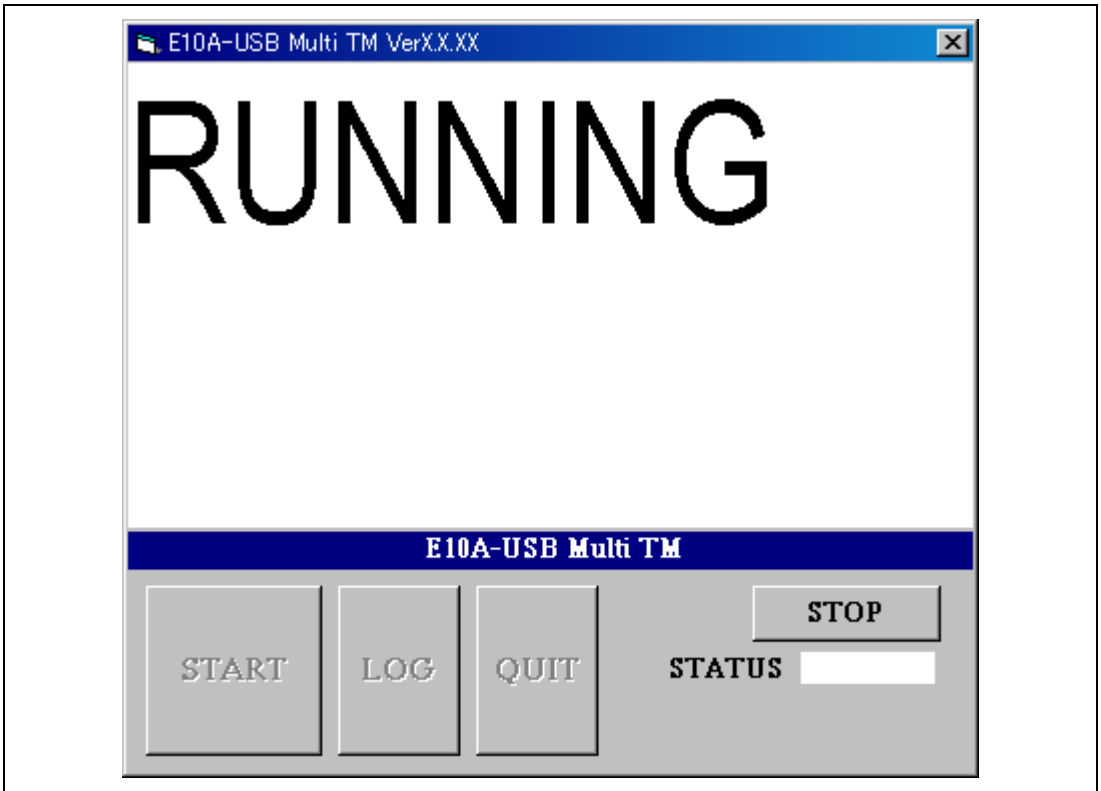 E10A-USB Multi TM VerX.X.XX
RUNNING
E10A-USB Multi TM
START LOG QUIT STOP
STATUS